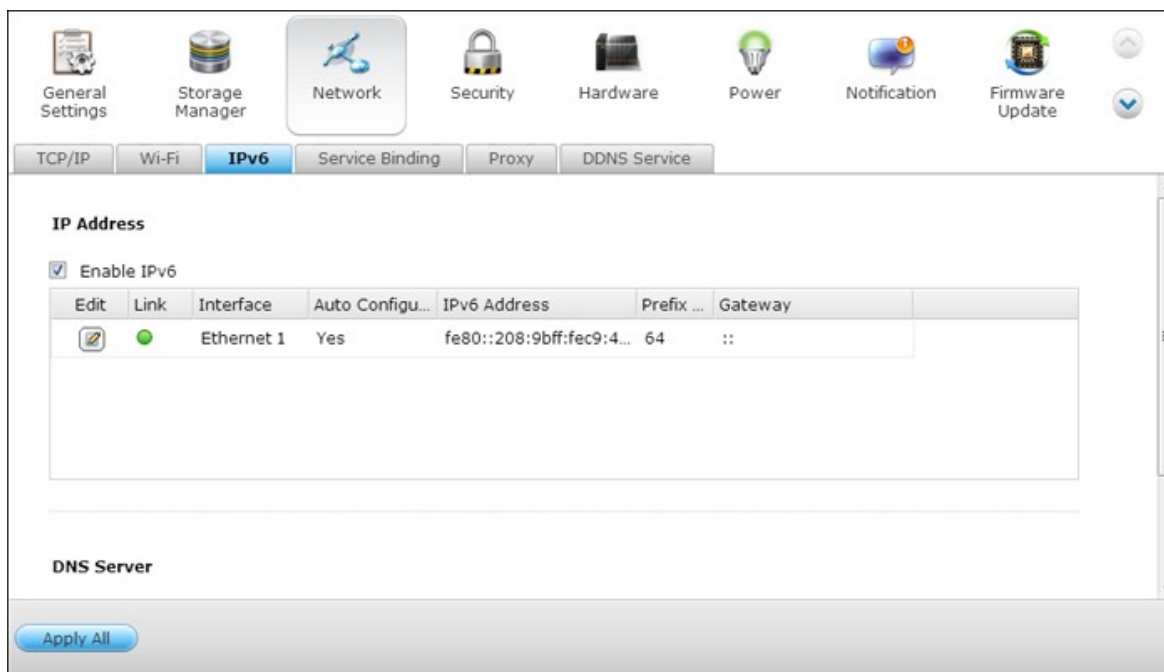 General Settings
Storage Manager
Network
Security
Hardware
Power
Notification
Firmware Update
TCP/IP Wi-Fi IPv6 Service Binding Proxy DDNS Service
IP Address
Enable IPv6
Edit Link Interface Auto Configu... IPv6 Address Prefix ... Gateway
Ethernet 1 Yes fe80::208:9bff:fec9:4... 64 ::
DNS Server
Apply All